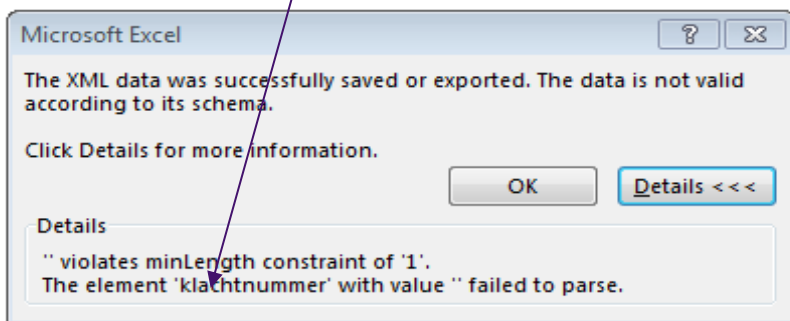 Microsoft Excel
The XML data was successfully saved or exported. The data is not valid
according to its schema.
Click Details for more information.
OK
Details <<<
Details
'' violates minLength constraint of '1'.
The element 'klachtnummer' with value '' failed to parse.